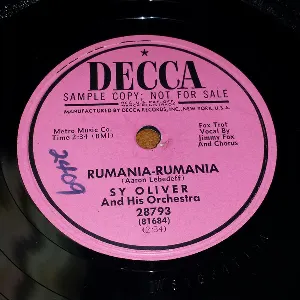 DECCA
SAMPLE COPY; NOT FOR SALE
MANUFACTURED BY DECCA RECORDS, INC., NEW YORK, U.S.A.
Metro Music Co.
Time 2:34 (BMI)
Fox Trot
Vocal By
Jimmy Fox
And Chorus
RUMANIA-RUMANIA
(Aaron Lebedeff)
SY OLIVER
And His Orchestra
28793
(81684)
(2:34)